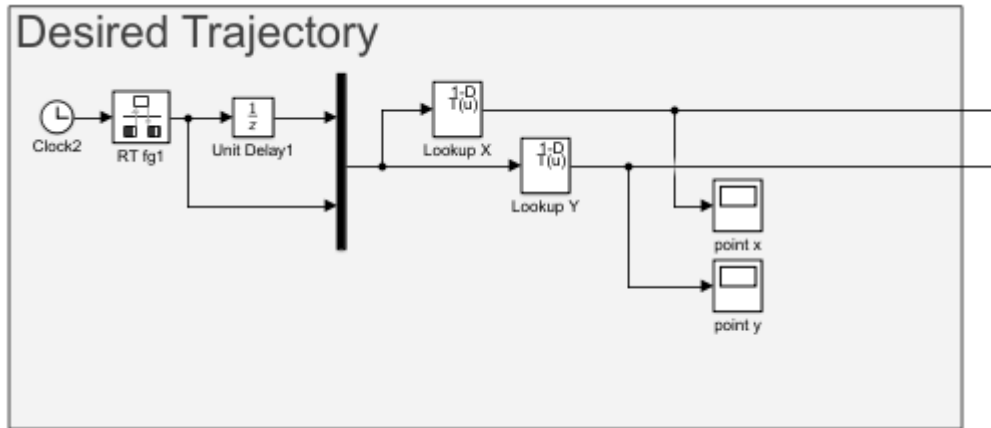 Desired Trajectory
Clock2
RT fg1
1
z
Unit Delay1
1-D
T(u)
Lookup X
1-D
T(u)
Lookup Y
point x
point y